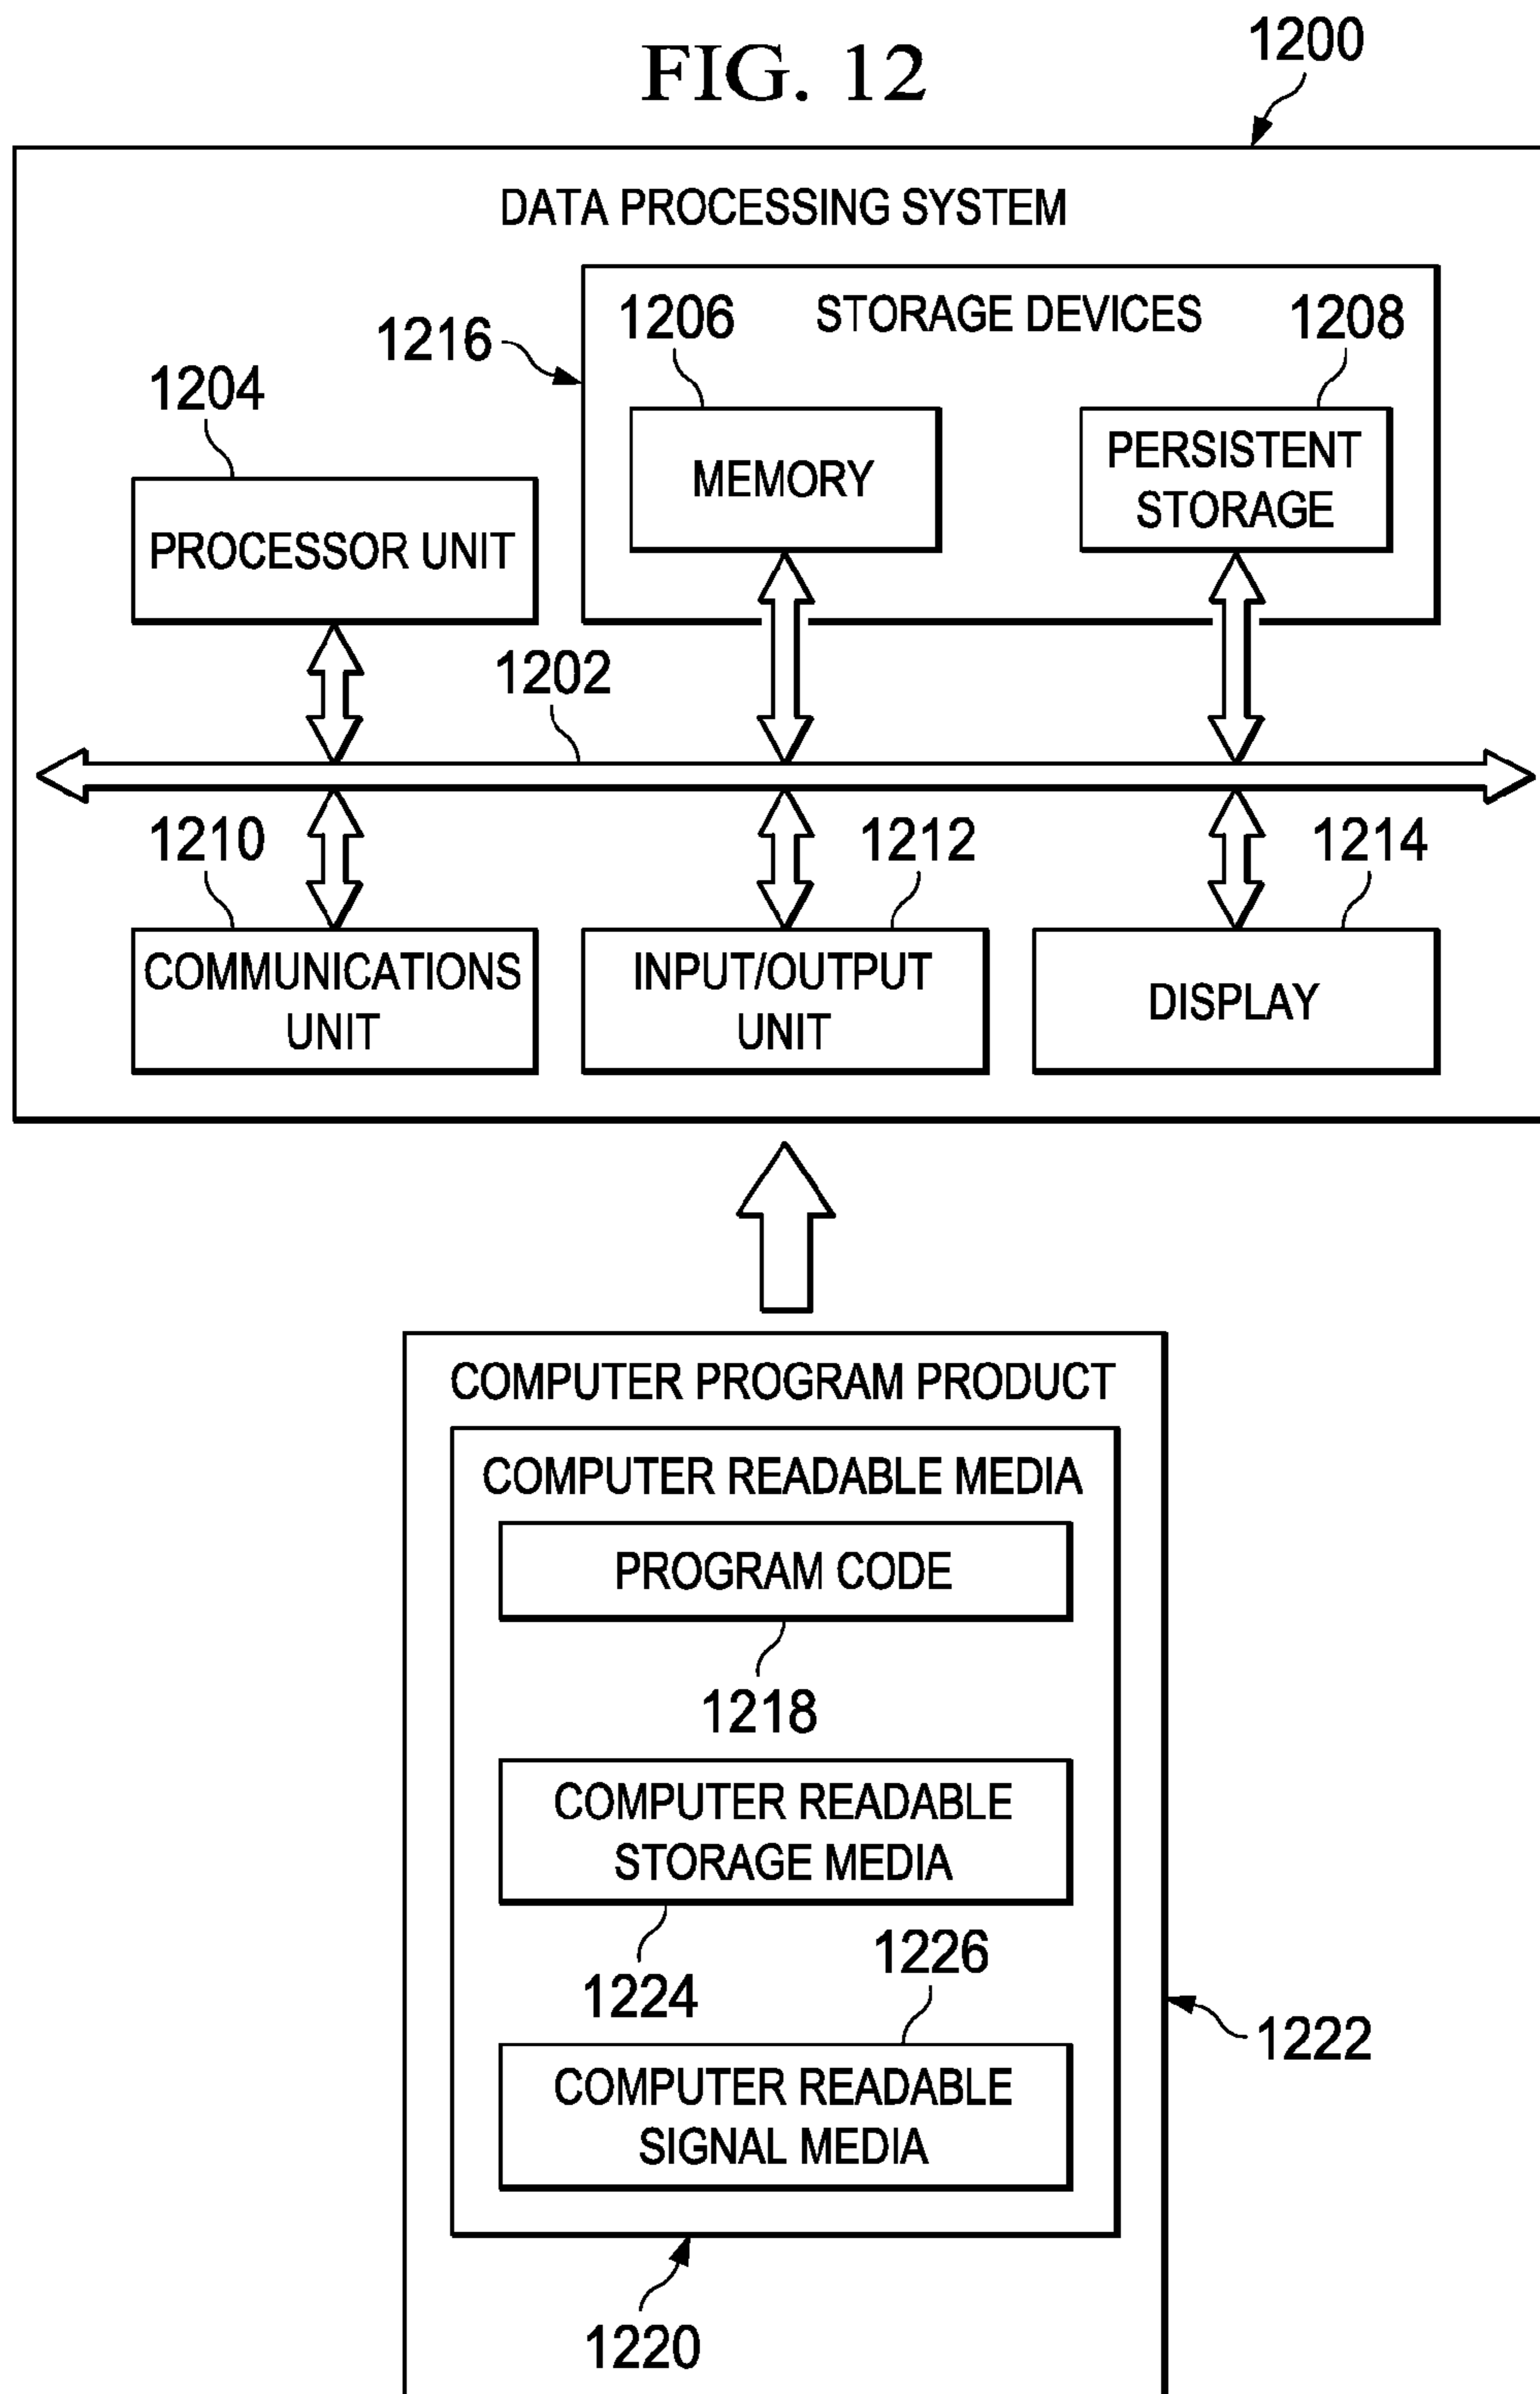 FIG. 12
1200
DATA PROCESSING SYSTEM
1216
1206
STORAGE DEVICES
1208
1204
MEMORY
PERSISTENT
STORAGE
PROCESSOR UNIT
1202
1210
1212
1214
COMMUNICATIONS
UNIT
INPUT/OUTPUT
UNIT
DISPLAY
COMPUTER PROGRAM PRODUCT
COMPUTER READABLE MEDIA
PROGRAM CODE
1218
COMPUTER READABLE
STORAGE MEDIA
1224
1226
COMPUTER READABLE
SIGNAL MEDIA
1222
1220